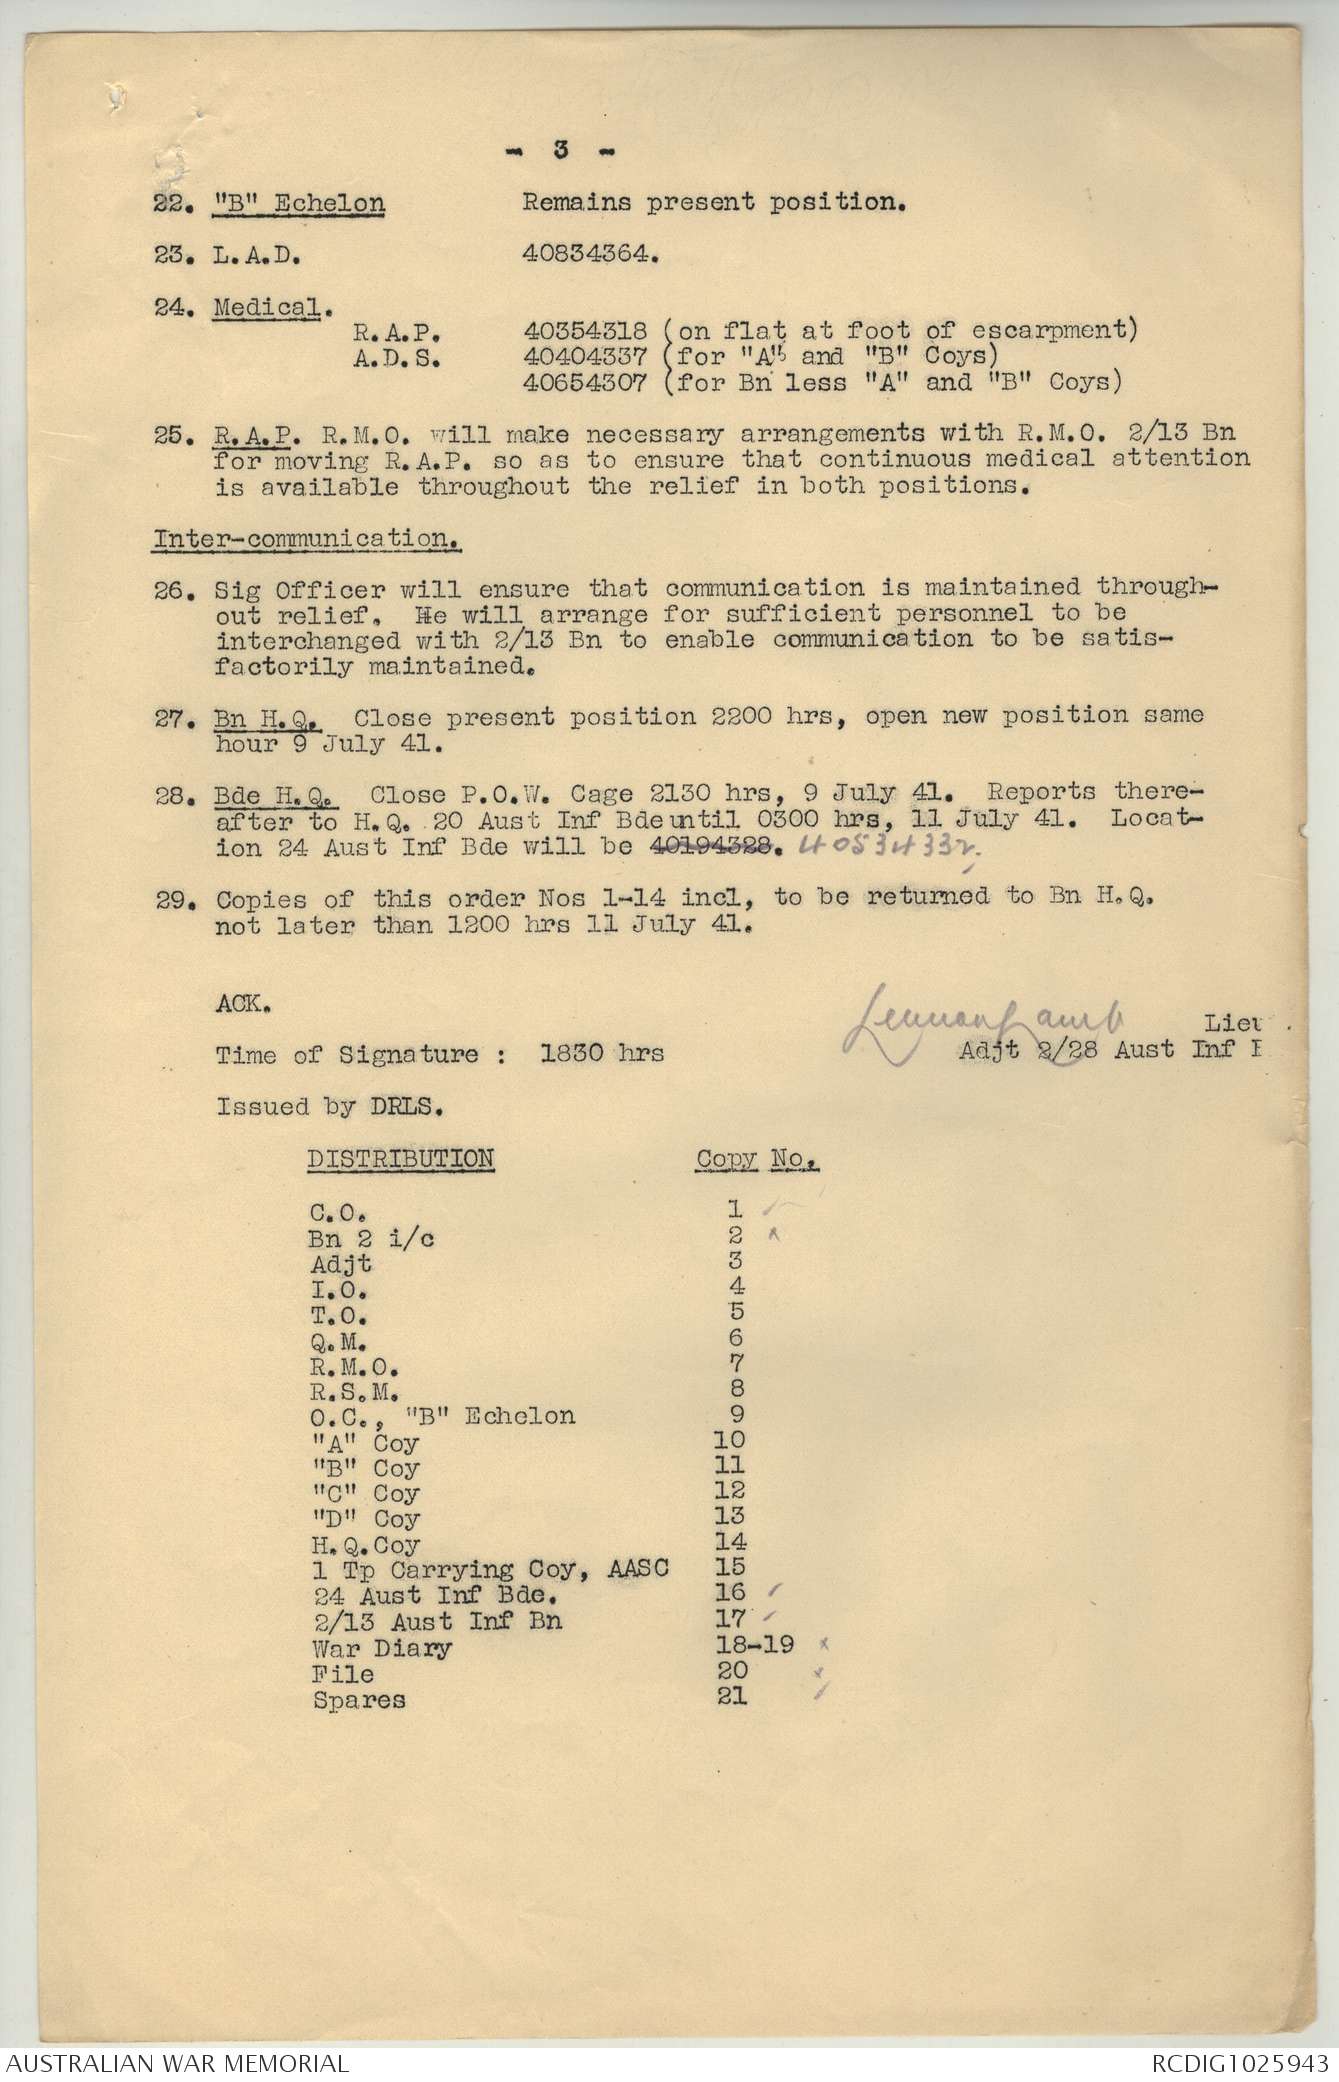 - 3 -
22. "B" Echelon Remains present position.
23. L.A.D. 40834364.
24. Medical.
R.A.P. 40354318 (on flat at foot of escarpment)
A.D.S. 40404337 (for "A" and "B" Coys)
40654307 (for Bn less "A" and "B" Coys)
25. R.A.P. R.M.O. will make necessary arrangements with R.M.O. 2/13 Bn
for moving R.A.P. so as to ensure that continuous medical attention
is available throughout the relief in both positions.
Inter-communication.
26. Sig Officer will ensure that communication is maintained through-
out relief. He will arrange for sufficient personnel to be
interchanged with 2/13 Bn to enable communication to be satis-
factorily maintained.
27. Bn H.Q. Close present position 2200 hrs, open new position same
hour 9 July 41.
28. Bde H.Q. Close P.O.W. Cage 2130 hrs, 9 July 41. Reports there-
after to H.Q. 20 Aust Inf Bde until 0300 hrs, 11 July 41. Locat-
ion 24 Aust Inf Bde will be 40194328. 40534332.
29. Copies of this order Nos 1-14 incl, to be returned to Bn H.Q.
not later than 1200 hrs 11 July 41.
ACK.
Lieu
Time of Signature : 1830 hrs Adjt 2/28 Aust Inf
Issued by DRLS.
DISTRIBUTION Copy No.
C.O. 1
Bn 2 i/c 2
Adjt 3
I.O. 4
T.O. 5
Q.M. 6
R.M.O. 7
R.S.M. 8
O.C., "B" Echelon 9
"A" Coy 10
"B" Coy 11
"C" Coy 12
"D" Coy 13
H.Q.Coy 14
1 Tp Carrying Coy, AASC 15
24 Aust Inf Bde. 16
2/13 Aust Inf Bn 17
War Diary 18-19
File 20
Spares 21
AUSTRALIAN WAR MEMORIAL RCDIG1025943